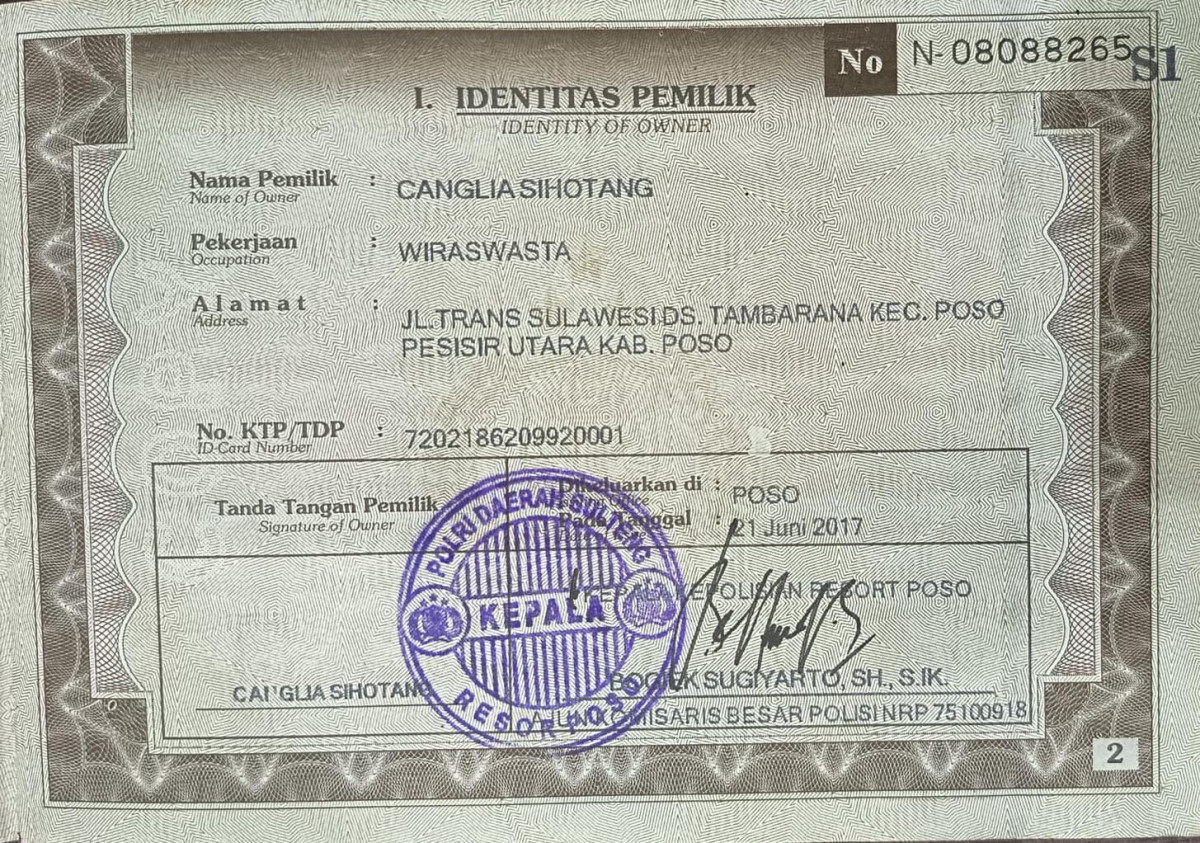 No N-08088265 S1
I. IDENTITAS PEMILIK
IDENTITY OF OWNER
Nama Pemilik : CANGLIA SIHOTANG
Name of Owner
Pekerjaan : WIRASWASTA
Occupation
Alamat : JL.TRANS SULAWESI DS. TAMBARANA KEC. POSO
Address
PESISIR UTARA KAB. POSO
No. KTP/TDP : 7202186209920001
ID Card Number
Tanda Tangan Pemilik
Signature of Owner
Dikeluarkan di : POSO
Pada Tanggal : 21 Juni 2017
KEPALA KEPOLISIAN RESORT POSO
POLRI DAERAH SULTENG
KEPALA
RESOR POSO
CANGLIA SIHOTANG
SUGIYARTO, SH., S.IK.
KOMISARIS BESAR POLISI NRP 75100918
2